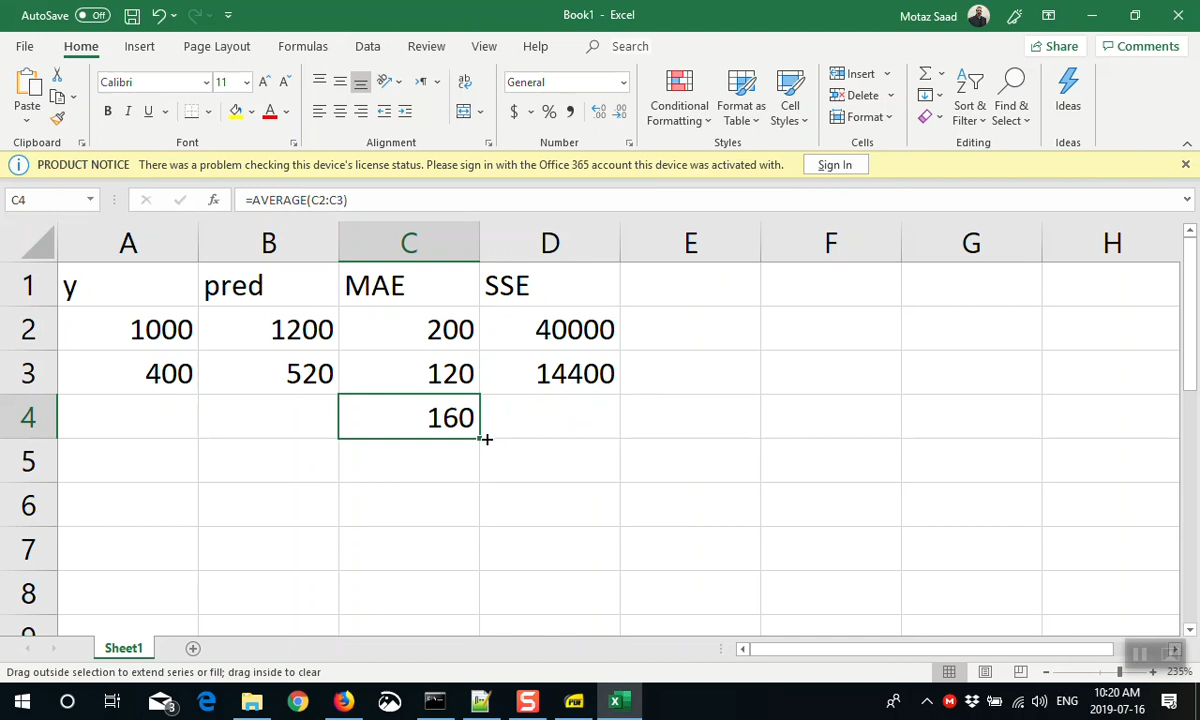 AutoSave Off Book1 - Excel Motaz Saad
File Home Insert Page Layout Formulas Data Review View Help Search Share Comments
Paste Calibri 11 General Conditional Formatting Format as Table Cell Styles Insert Delete Format Sort & Filter Find & Select Ideas
Clipboard Font Alignment Number Styles Cells Editing Ideas
PRODUCT NOTICE There was a problem checking this device's license status. Please sign in with the Office 365 account this device was activated with. Sign In
C4 fx =AVERAGE(C2:C3)
A B C D E F G H
1 y pred MAE SSE
2 1000 1200 200 40000
3 400 520 120 14400
4 160
5
6
7
8
9
Sheet1
Drag outside selection to extend series or fill; drag inside to clear 235%
3 ENG 10:20 AM
2019-07-16